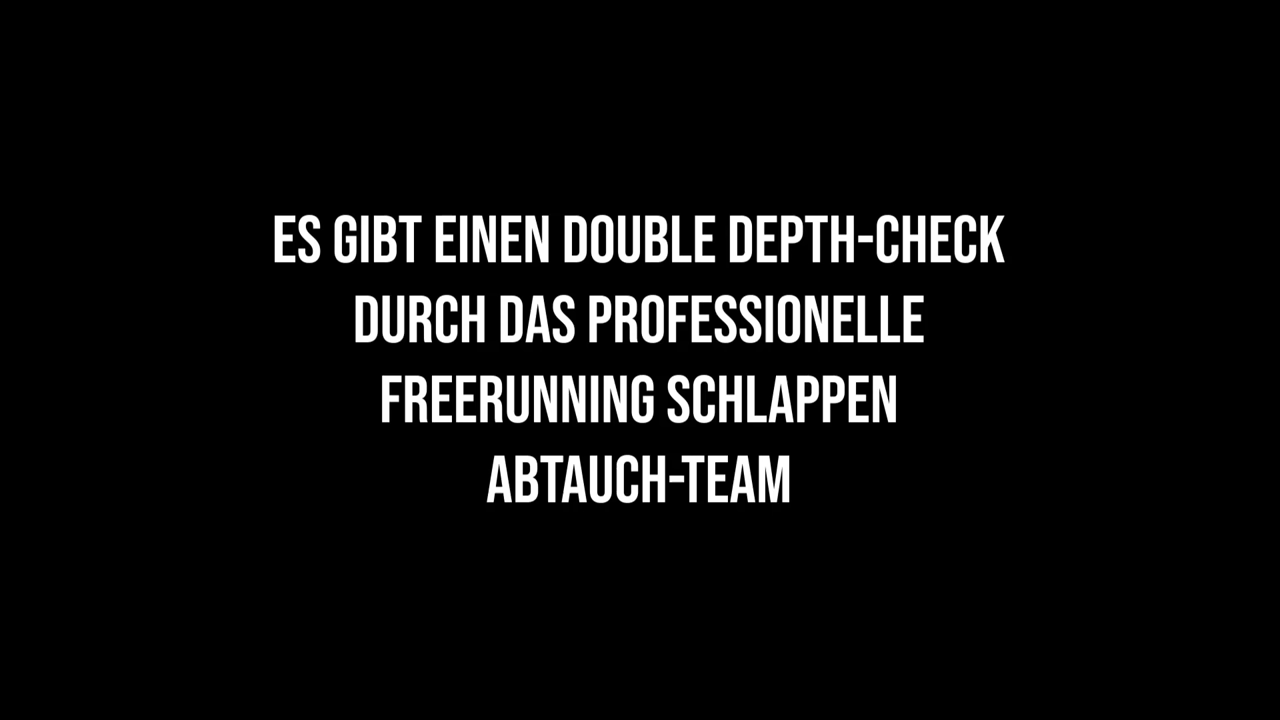 ES GIBT EINEN DOUBLE DEPTH-CHECK
DURCH DAS PROFESSIONELLE
FREERUNNING SCHLAPPEN
ABTAUCH-TEAM